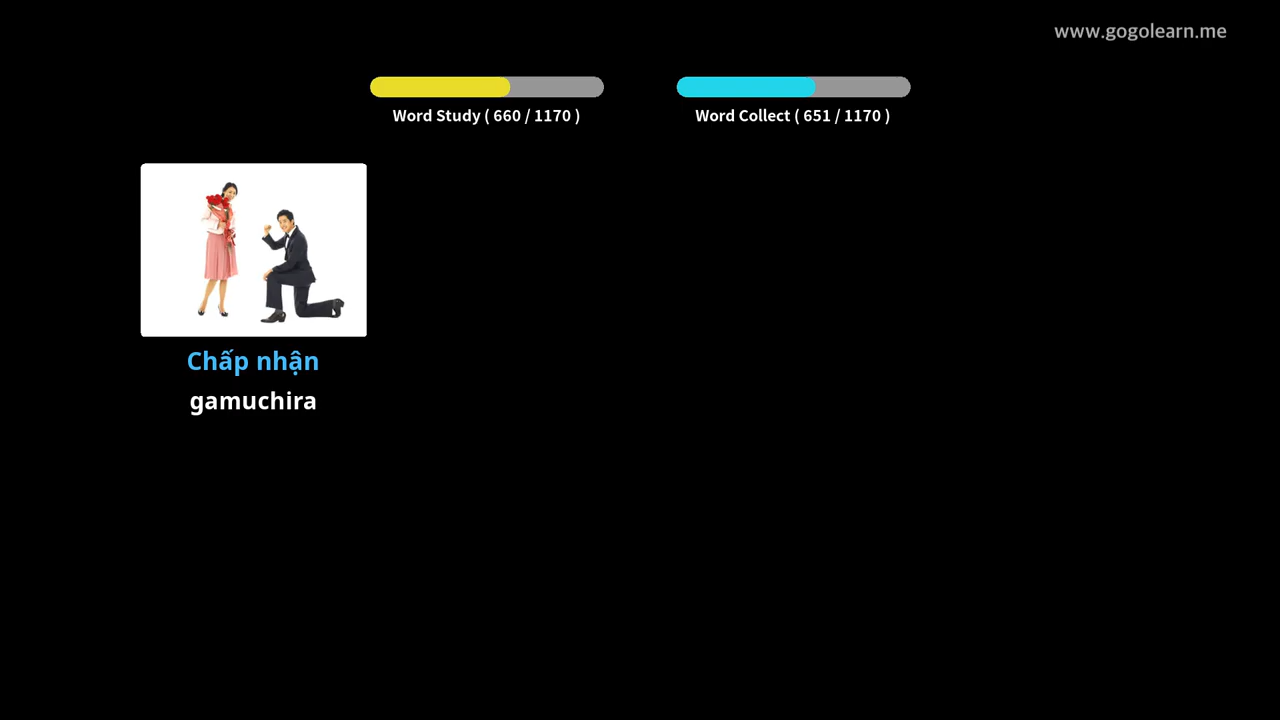 www.gogolearn.me
Word Study ( 660 / 1170 )
Word Collect ( 651 / 1170 )
Chấp nhận
gamuchira